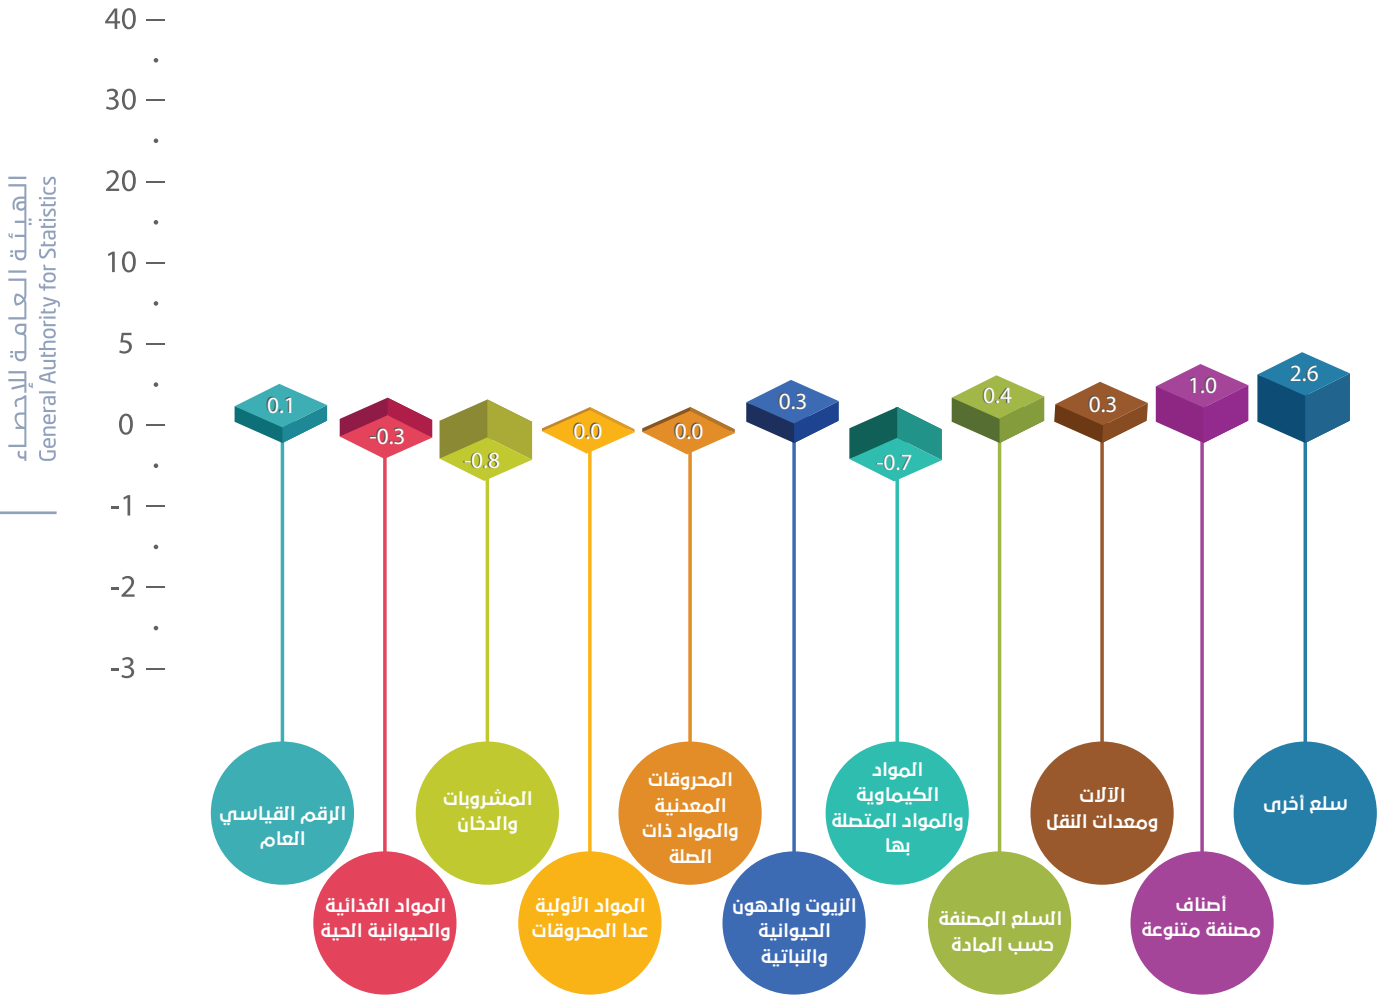 40
30
20
10
5
0
-1
-2
-3
الهيئة العامة للإحصاء
General Authority for Statistics
0.1
-0.3
-0.8
0.0
0.0
0.3
-0.7
0.4
0.3
1.0
2.6
الرقم القياسي
العام
المواد الغذائية
والحيوانية الحية
المشروبات
والدخان
المواد الأولية
عدا المحروقات
المحروقات
المعدنية
والمواد ذات
الصلة
الزيوت والدهون
الحيوانية
والنباتية
المواد
الكيماوية
والمواد المتصلة
بها
السلع المصنفة
حسب المادة
الآلات
ومعدات النقل
أصناف
مصنفة متنوعة
سلع أخرى